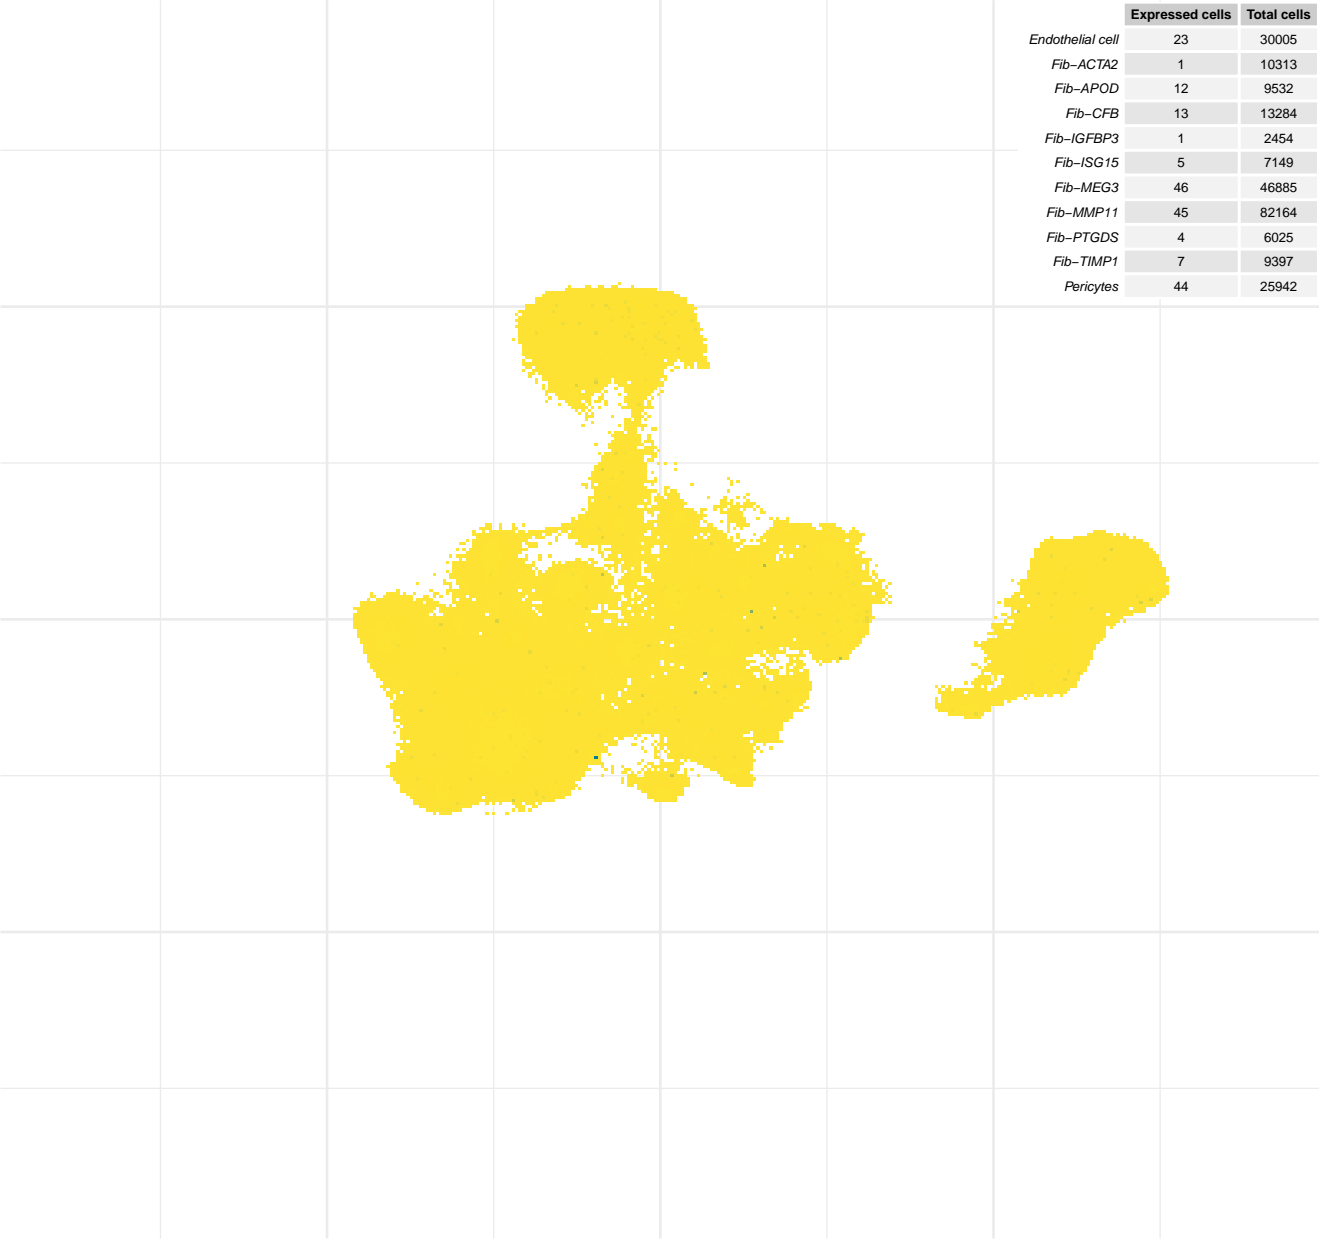 Expressed cells Total cells
Endothelial cell 23 30005
Fib−ACTA2 1 10313
Fib−APOD 12 9532
Fib−CFB 13 13284
Fib−IGFBP3 1 2454
Fib−ISG15 5 7149
Fib−MEG3 46 46885
Fib−MMP11 45 82164
Fib−PTGDS 4 6025
Fib−TIMP1 7 9397
Pericytes 44 25942